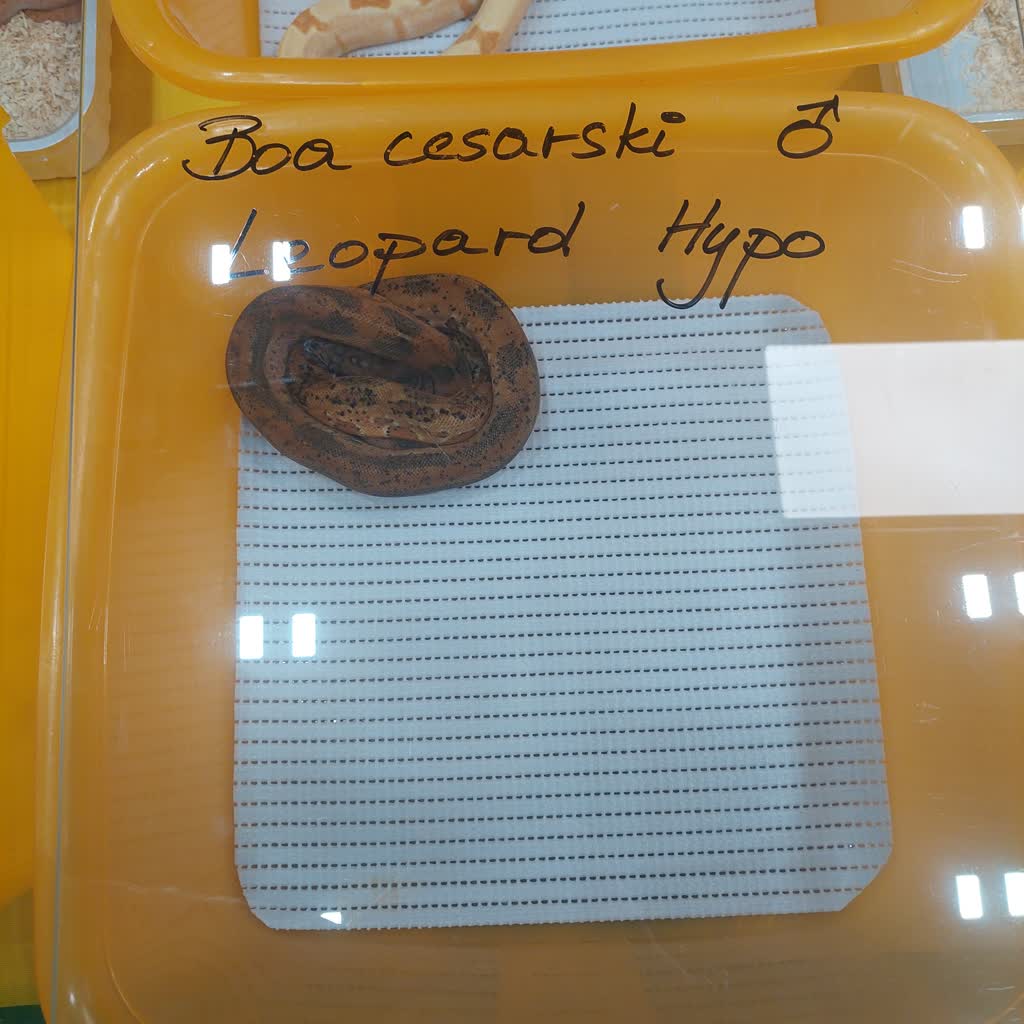 Boa cesarski ♂
Leopard Hypo